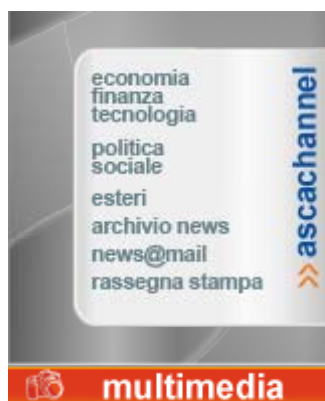 economia
finanza
tecnologia
politica
sociale
esteri
archivio news
news@mail
rassegna stampa
>> ascachannel
multimedia